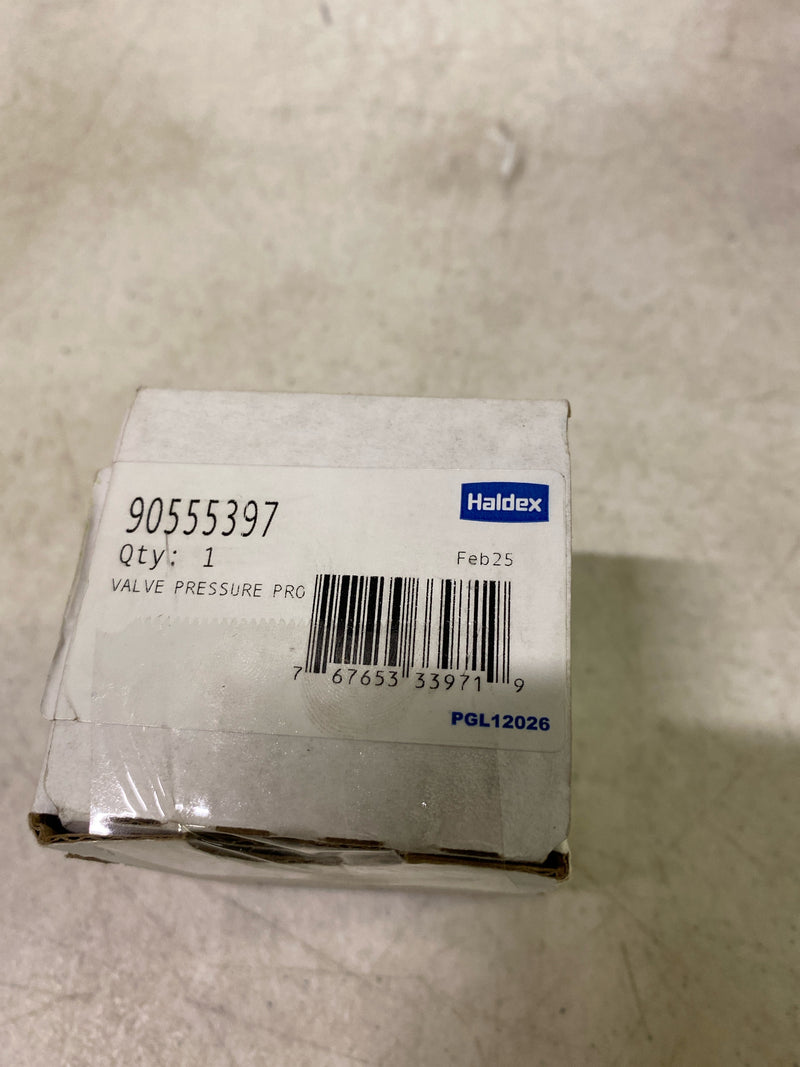 90555397
Haldex
Qty: 1
Feb25
VALVE PRESSURE PRO
7 67653 33971 9
PGL12026